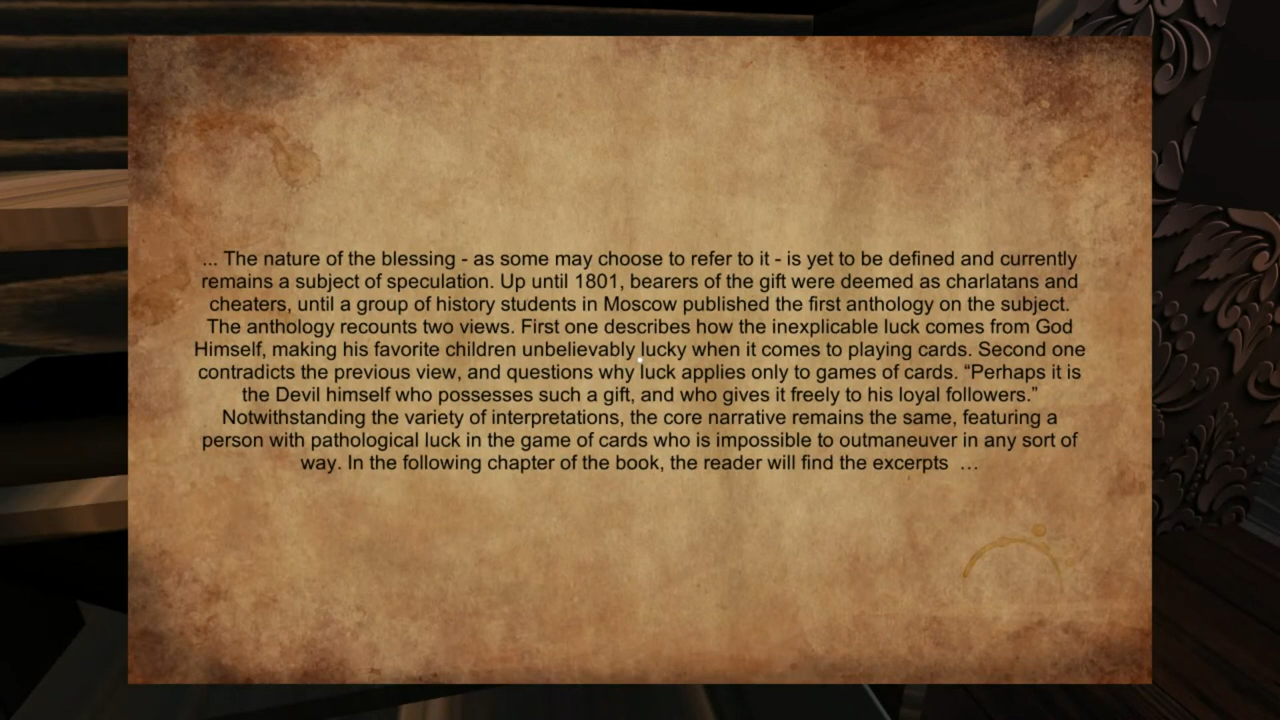 ... The nature of the blessing - as some may choose to refer to it - is yet to be defined and currently
remains a subject of speculation. Up until 1801, bearers of the gift were deemed as charlatans and
cheaters, until a group of history students in Moscow published the first anthology on the subject.
The anthology recounts two views. First one describes how the inexplicable luck comes from God
Himself, making his favorite children unbelievably lucky when it comes to playing cards. Second one
contradicts the previous view, and questions why luck applies only to games of cards. “Perhaps it is
the Devil himself who possesses such a gift, and who gives it freely to his loyal followers.”
Notwithstanding the variety of interpretations, the core narrative remains the same, featuring a
person with pathological luck in the game of cards who is impossible to outmaneuver in any sort of
way. In the following chapter of the book, the reader will find the excerpts  …